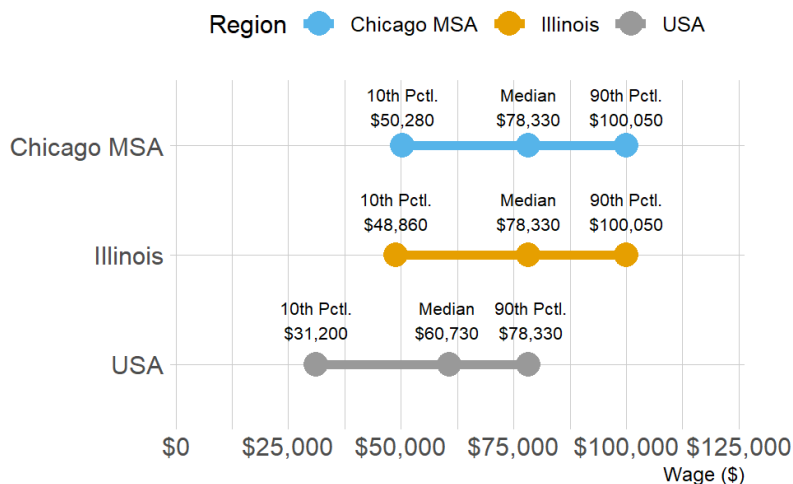 Region Chicago MSA Illinois USA
10th Pctl. Median 90th Pctl.
$50,280 $78,330 $100,050
Chicago MSA
10th Pctl. Median 90th Pctl.
$48,860 $78,330 $100,050
Illinois
10th Pctl. Median 90th Pctl.
$31,200 $60,730 $78,330
USA
$0 $25,000 $50,000 $75,000 $100,000 $125,000
Wage ($)